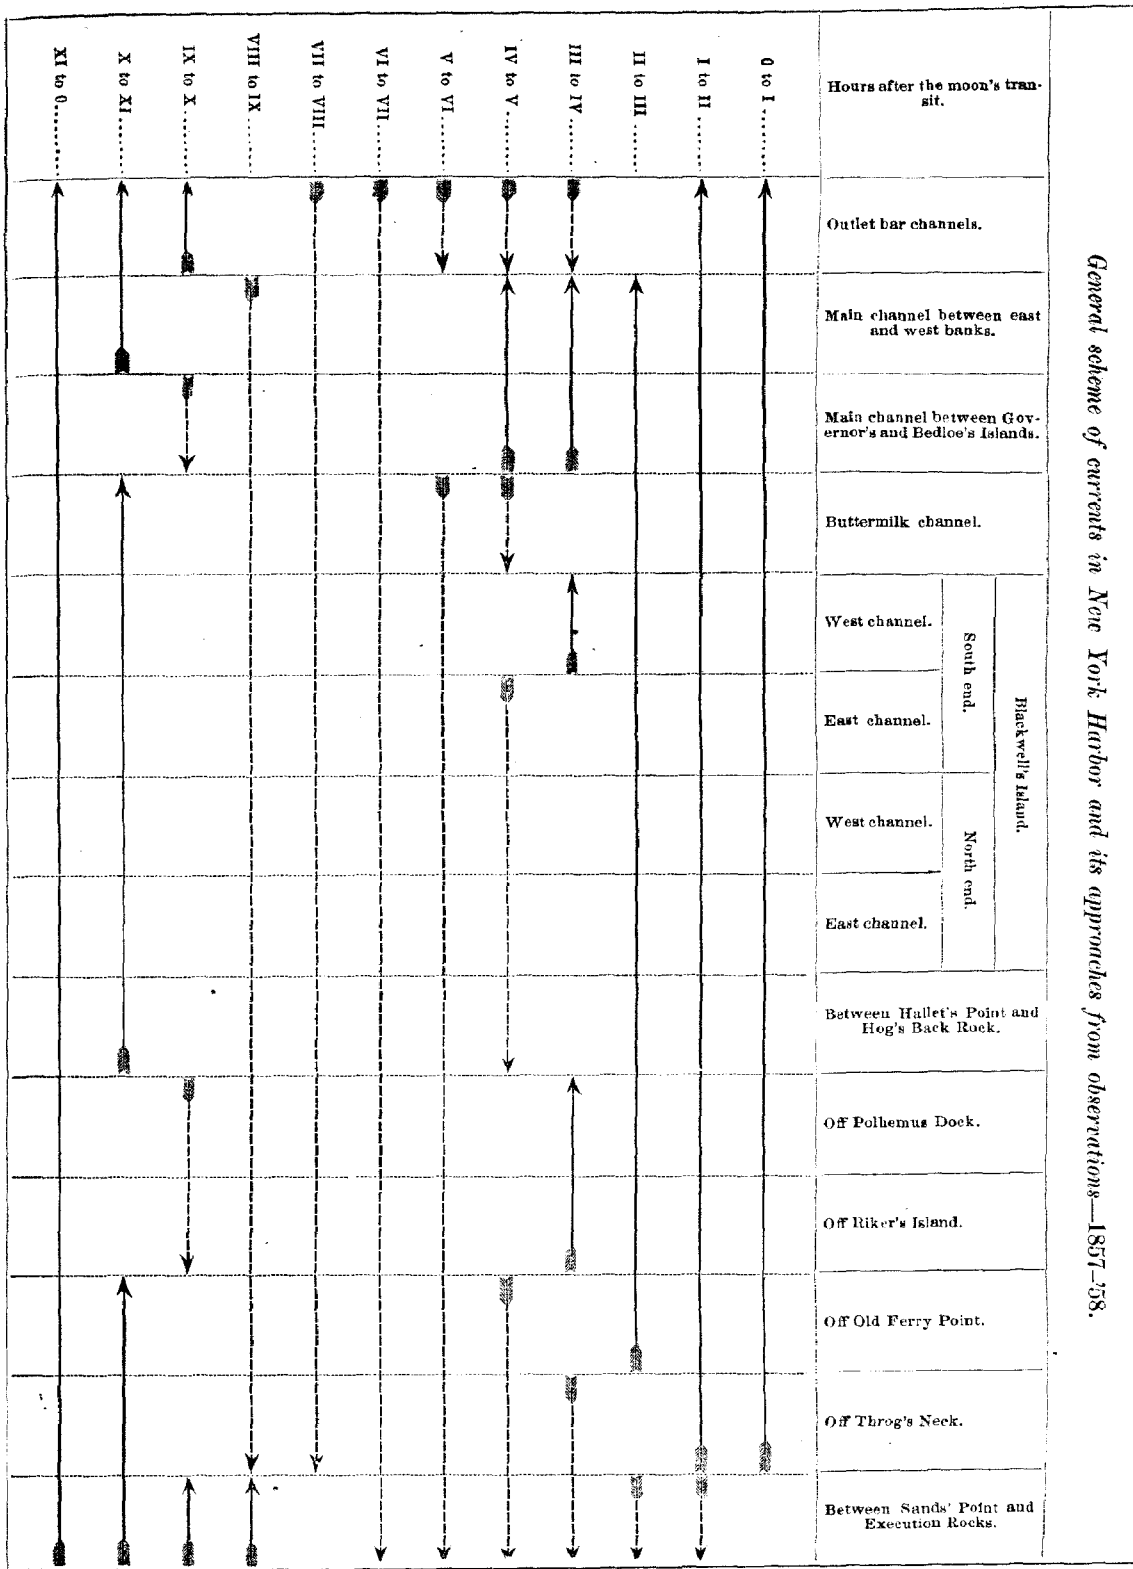 General scheme of currents in New York Harbor and its approaches from observations—1857–'58.
Hours after the moon's tran-
sit.
Outlet bar channels.
Main channel between east
and west banks.
Main channel between Gov-
ernor's and Bedloe's Islands.
Buttermilk channel.
Blackwell's Island.
South end.
West channel.
East channel.
North end.
West channel.
East channel.
Between Hallet's Point and
Hog's Back Rock.
Off Polhemus Dock.
Off Riker's Island.
Off Old Ferry Point.
Off Throg's Neck.
Between Sands' Point and
Execution Rocks.
0 to I
I to II
II to III
III to IV
IV to V
V to VI
VI to VII
VII to VIII
VIII to IX
IX to X
X to XI
XI to 0